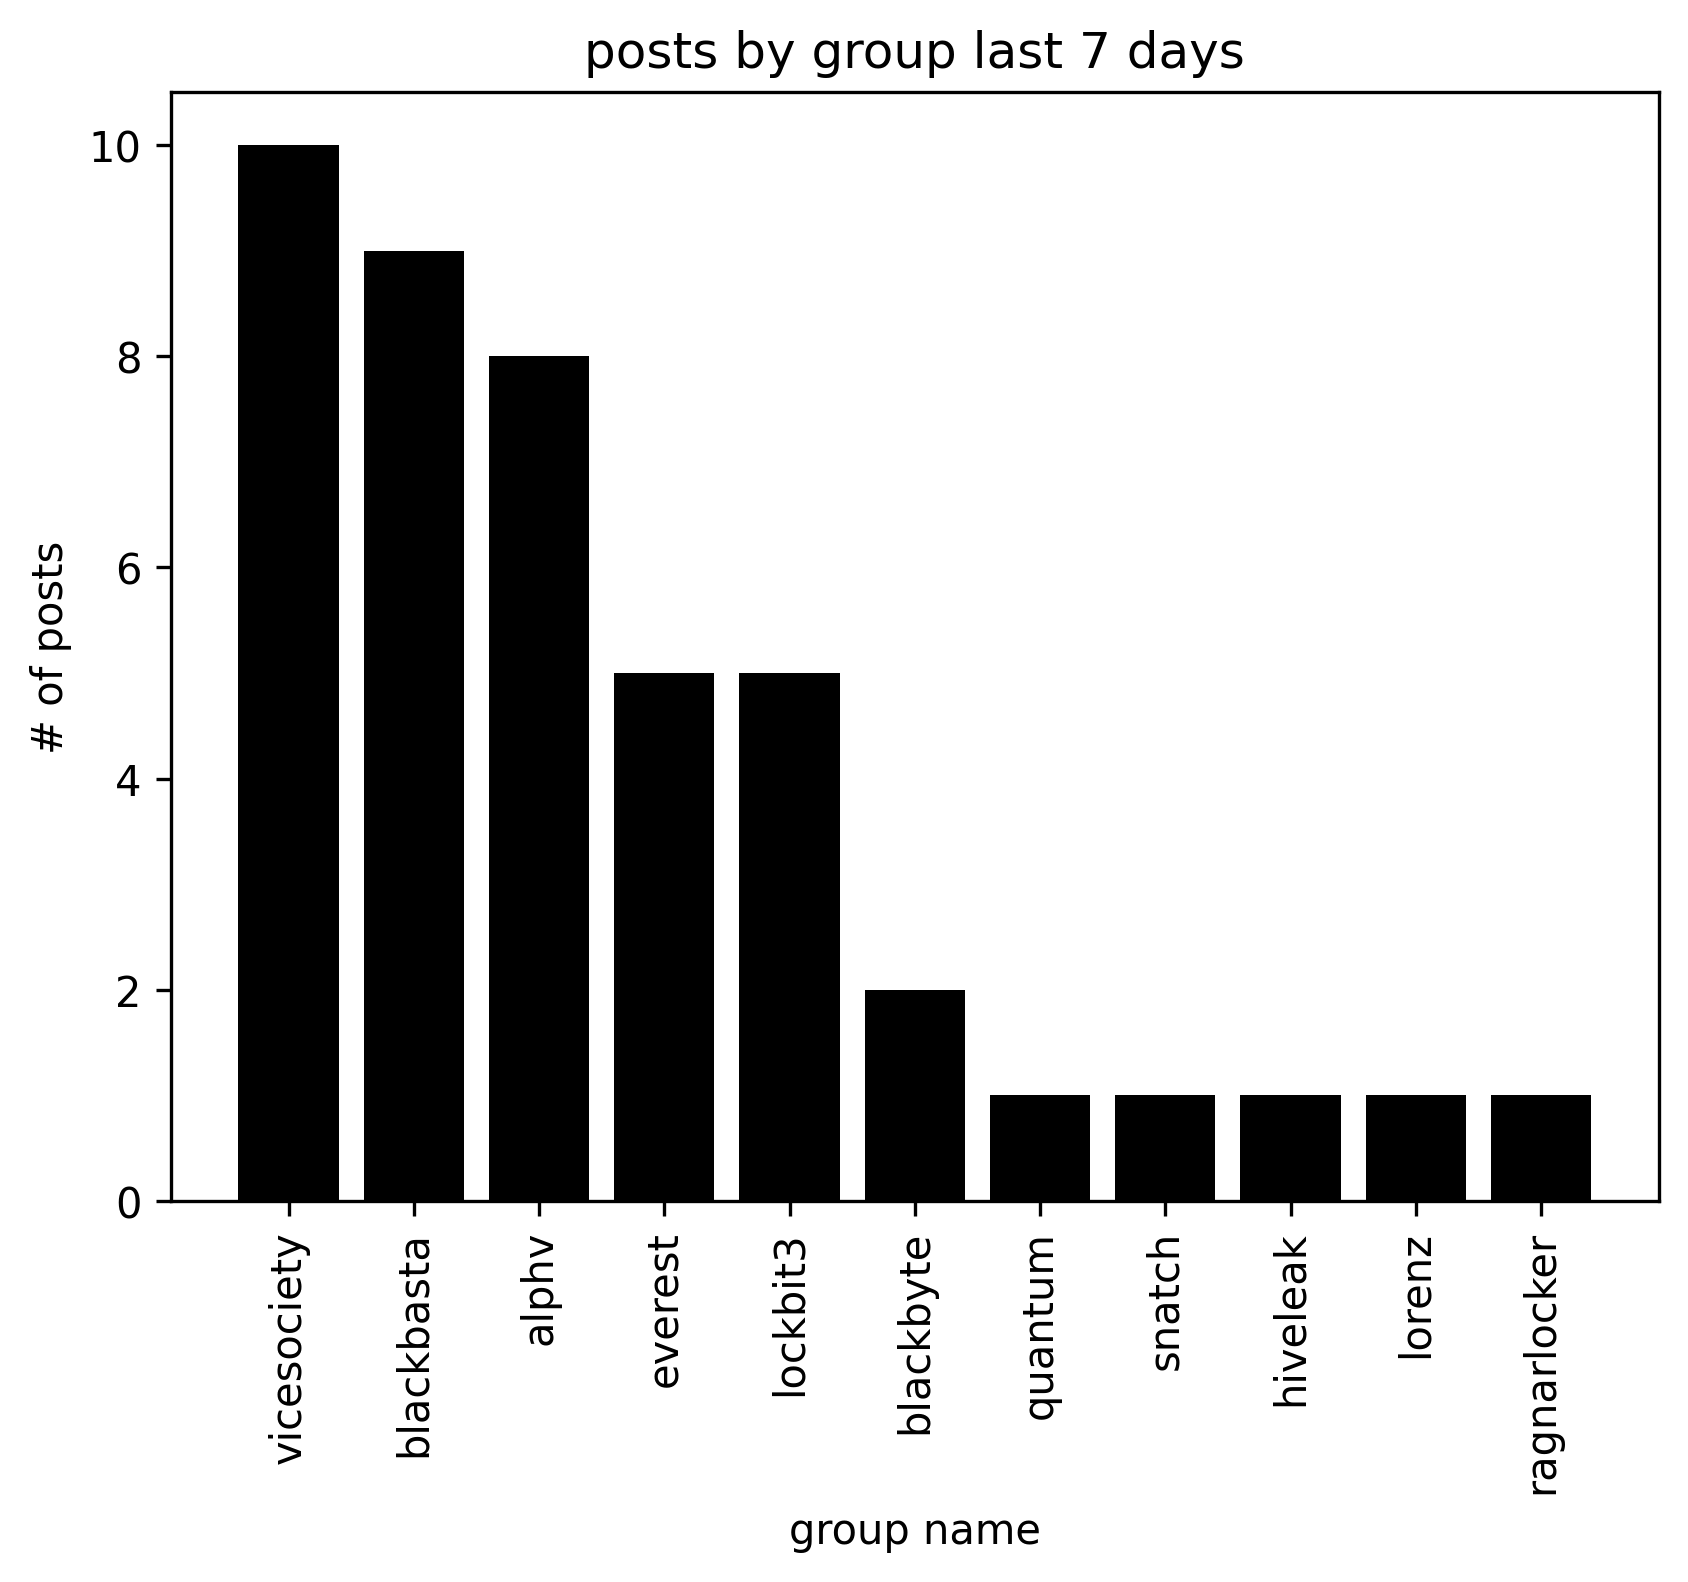 posts by group last 7 days
10
8
6
4
2
0
# of posts
vicesociety
blackbasta
alphv
everest
lockbit3
blackbyte
quantum
snatch
hiveleak
lorenz
ragnarlocker
group name